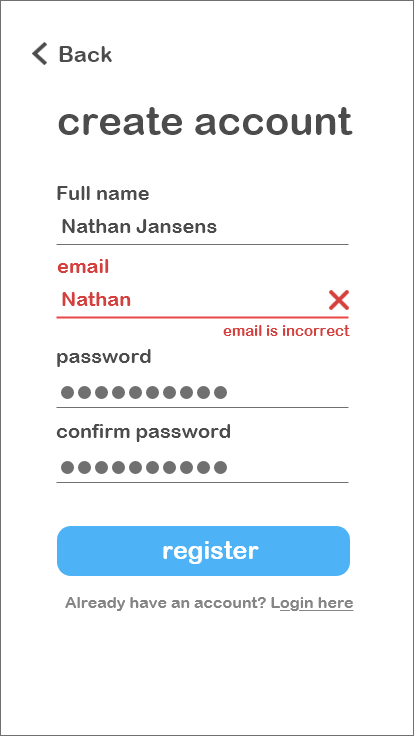 Back
create account
Full name
Nathan Jansens
email
Nathan
email is incorrect
password
confirm password
register
Already have an account? Login here